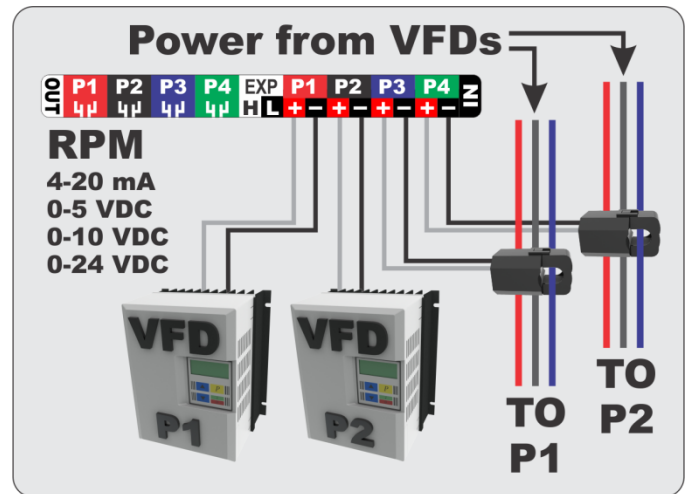 Power from VFDs
OUT P1 P2 P3 P4 EXP P1 P2 P3 P4 IN
H L + − + − + − + −
RPM
4-20 mA
0-5 VDC
0-10 VDC
0-24 VDC
VFD
P1
VFD
P2
P
P
TO
P1
TO
P2